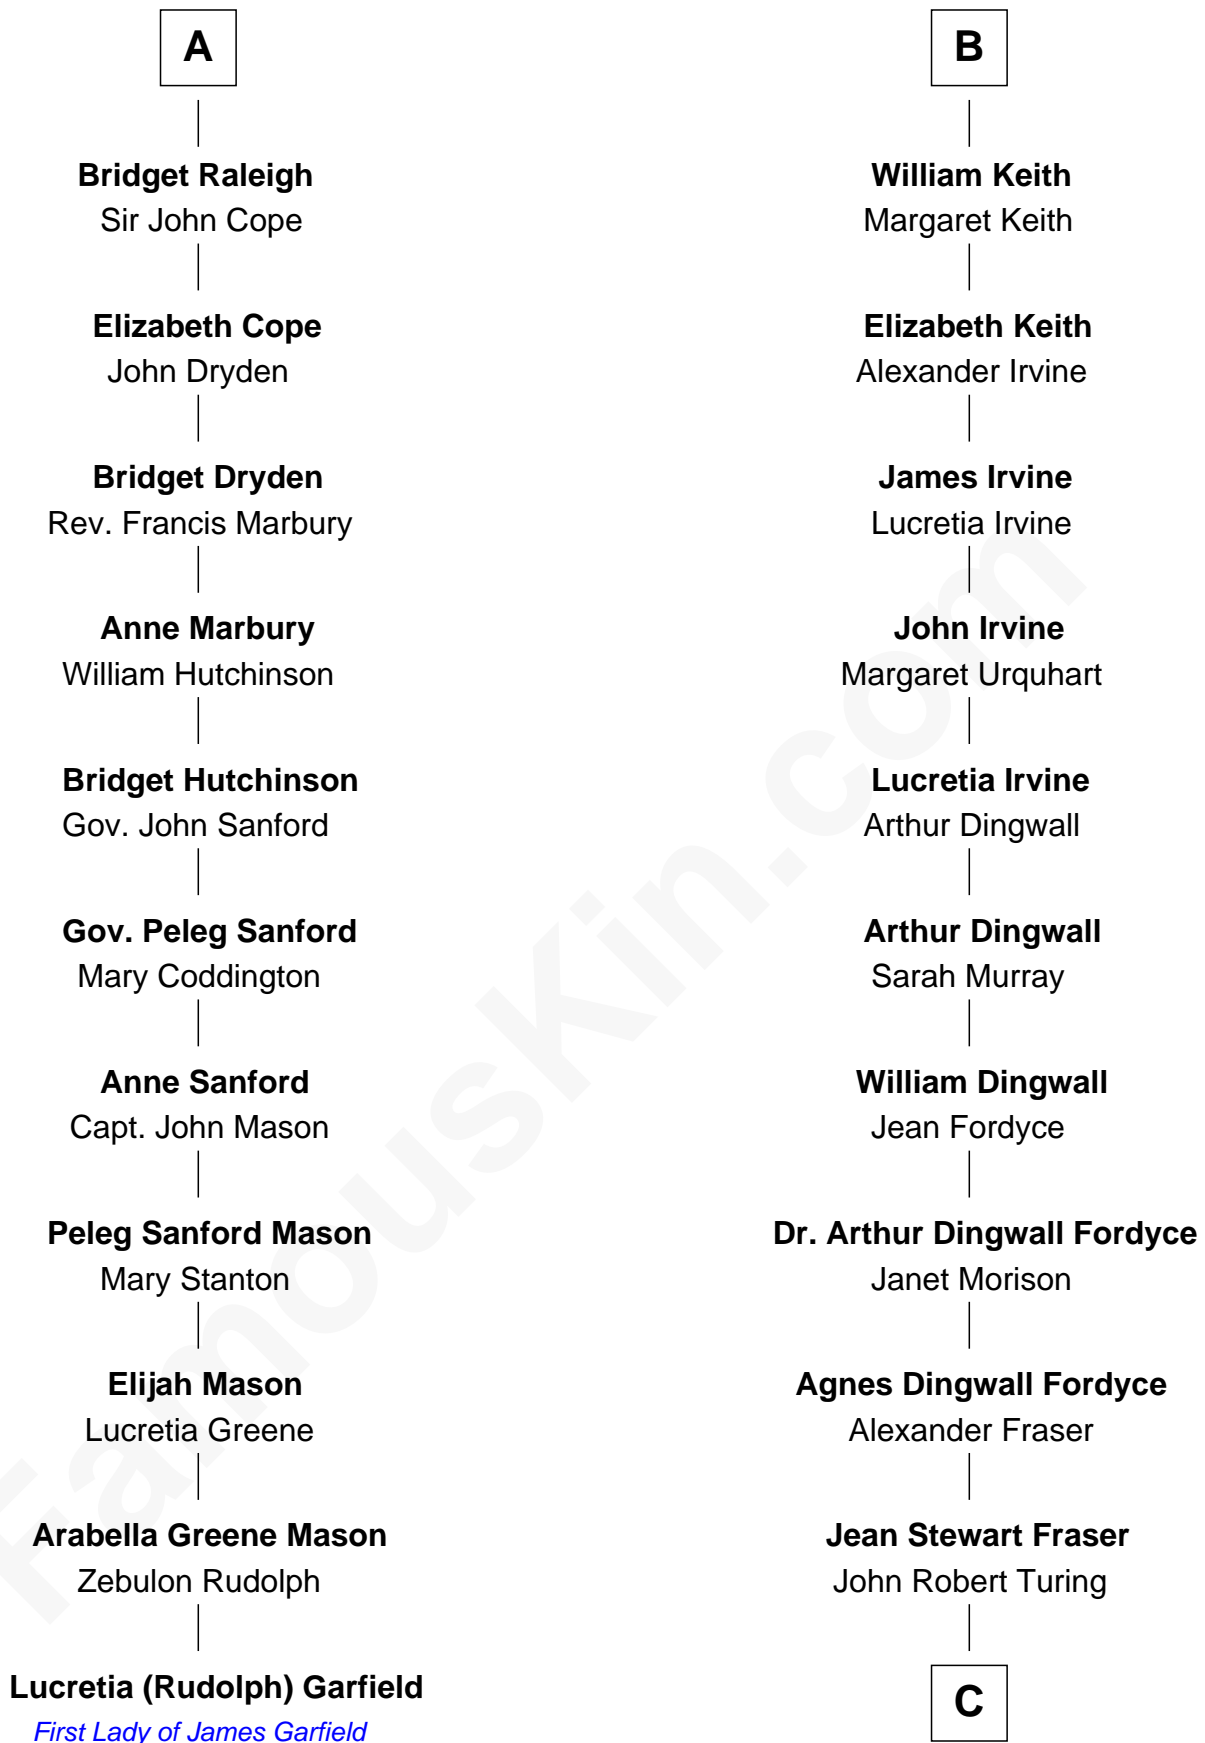 A
Bridget Raleigh
Sir John Cope
Elizabeth Cope
John Dryden
Bridget Dryden
Rev. Francis Marbury
Anne Marbury
William Hutchinson
Bridget Hutchinson
Gov. John Sanford
Gov. Peleg Sanford
Mary Coddington
Anne Sanford
Capt. John Mason
Peleg Sanford Mason
Mary Stanton
Elijah Mason
Lucretia Greene
Arabella Greene Mason
Zebulon Rudolph
Lucretia (Rudolph) Garfield
First Lady of James Garfield
B
William Keith
Margaret Keith
Elizabeth Keith
Alexander Irvine
James Irvine
Lucretia Irvine
John Irvine
Margaret Urquhart
Lucretia Irvine
Arthur Dingwall
Arthur Dingwall
Sarah Murray
William Dingwall
Jean Fordyce
Dr. Arthur Dingwall Fordyce
Janet Morison
Agnes Dingwall Fordyce
Alexander Fraser
Jean Stewart Fraser
John Robert Turing
C
FamousKin.com